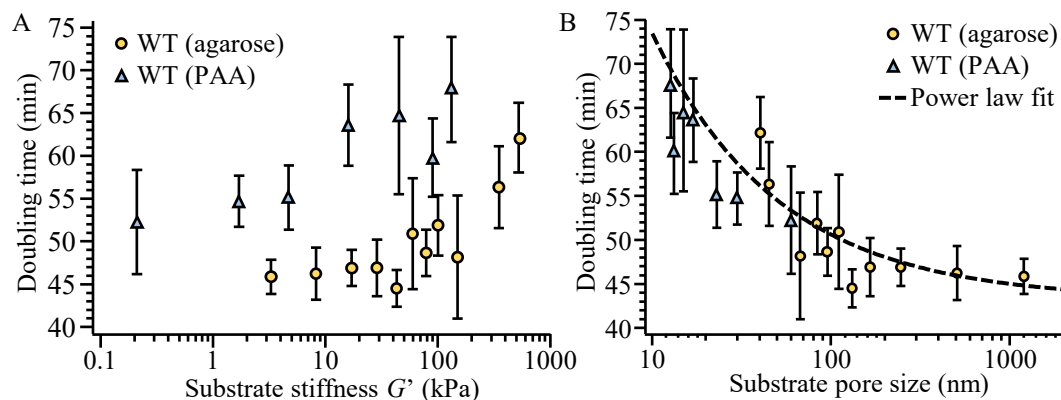 A
WT (agarose)
WT (PAA)
Doubling time (min)
75
70
65
60
55
50
45
40
0.1 1 10 100 1000
Substrate stiffness G’ (kPa)
B
WT (agarose)
WT (PAA)
Power law fit
Doubling time (min)
75
70
65
60
55
50
45
40
10 100 1000
Substrate pore size (nm)